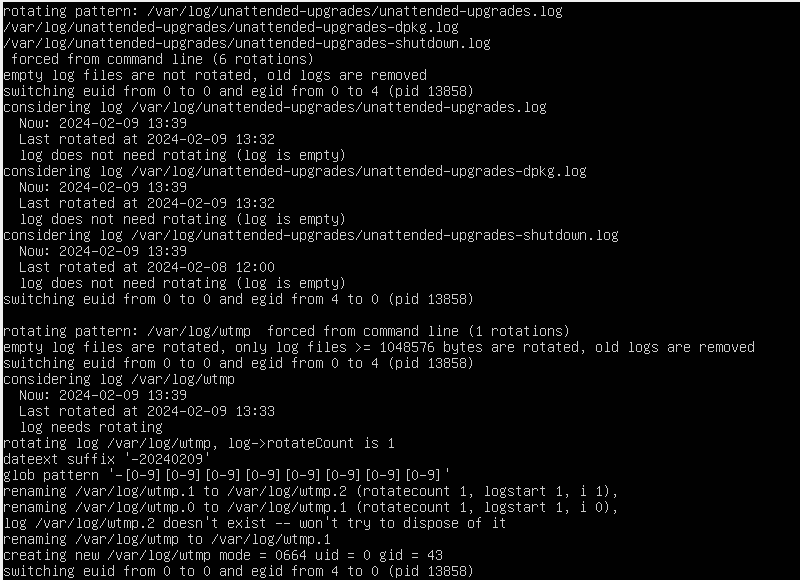 rotating pattern: /var/log/unattended-upgrades/unattended-upgrades.log
/var/log/unattended-upgrades/unattended-upgrades-dpkg.log
/var/log/unattended-upgrades/unattended-upgrades-shutdown.log
 forced from command line (6 rotations)
empty log files are not rotated, old logs are removed
switching euid from 0 to 0 and egid from 0 to 4 (pid 13858)
considering log /var/log/unattended-upgrades/unattended-upgrades.log
  Now: 2024-02-09 13:39
  Last rotated at 2024-02-09 13:32
  log does not need rotating (log is empty)
considering log /var/log/unattended-upgrades/unattended-upgrades-dpkg.log
  Now: 2024-02-09 13:39
  Last rotated at 2024-02-09 13:32
  log does not need rotating (log is empty)
considering log /var/log/unattended-upgrades/unattended-upgrades-shutdown.log
  Now: 2024-02-09 13:39
  Last rotated at 2024-02-08 12:00
  log does not need rotating (log is empty)
switching euid from 0 to 0 and egid from 4 to 0 (pid 13858)

rotating pattern: /var/log/wtmp  forced from command line (1 rotations)
empty log files are rotated, only log files >= 1048576 bytes are rotated, old logs are removed
switching euid from 0 to 0 and egid from 0 to 4 (pid 13858)
considering log /var/log/wtmp
  Now: 2024-02-09 13:39
  Last rotated at 2024-02-09 13:33
  log needs rotating
rotating log /var/log/wtmp, log->rotateCount is 1
dateext suffix '-20240209'
glob pattern '-[0-9][0-9][0-9][0-9][0-9][0-9][0-9][0-9]'
renaming /var/log/wtmp.1 to /var/log/wtmp.2 (rotatecount 1, logstart 1, i 1),
renaming /var/log/wtmp.0 to /var/log/wtmp.1 (rotatecount 1, logstart 1, i 0),
log /var/log/wtmp.2 doesn't exist -- won't try to dispose of it
renaming /var/log/wtmp to /var/log/wtmp.1
creating new /var/log/wtmp mode = 0664 uid = 0 gid = 43
switching euid from 0 to 0 and egid from 4 to 0 (pid 13858)